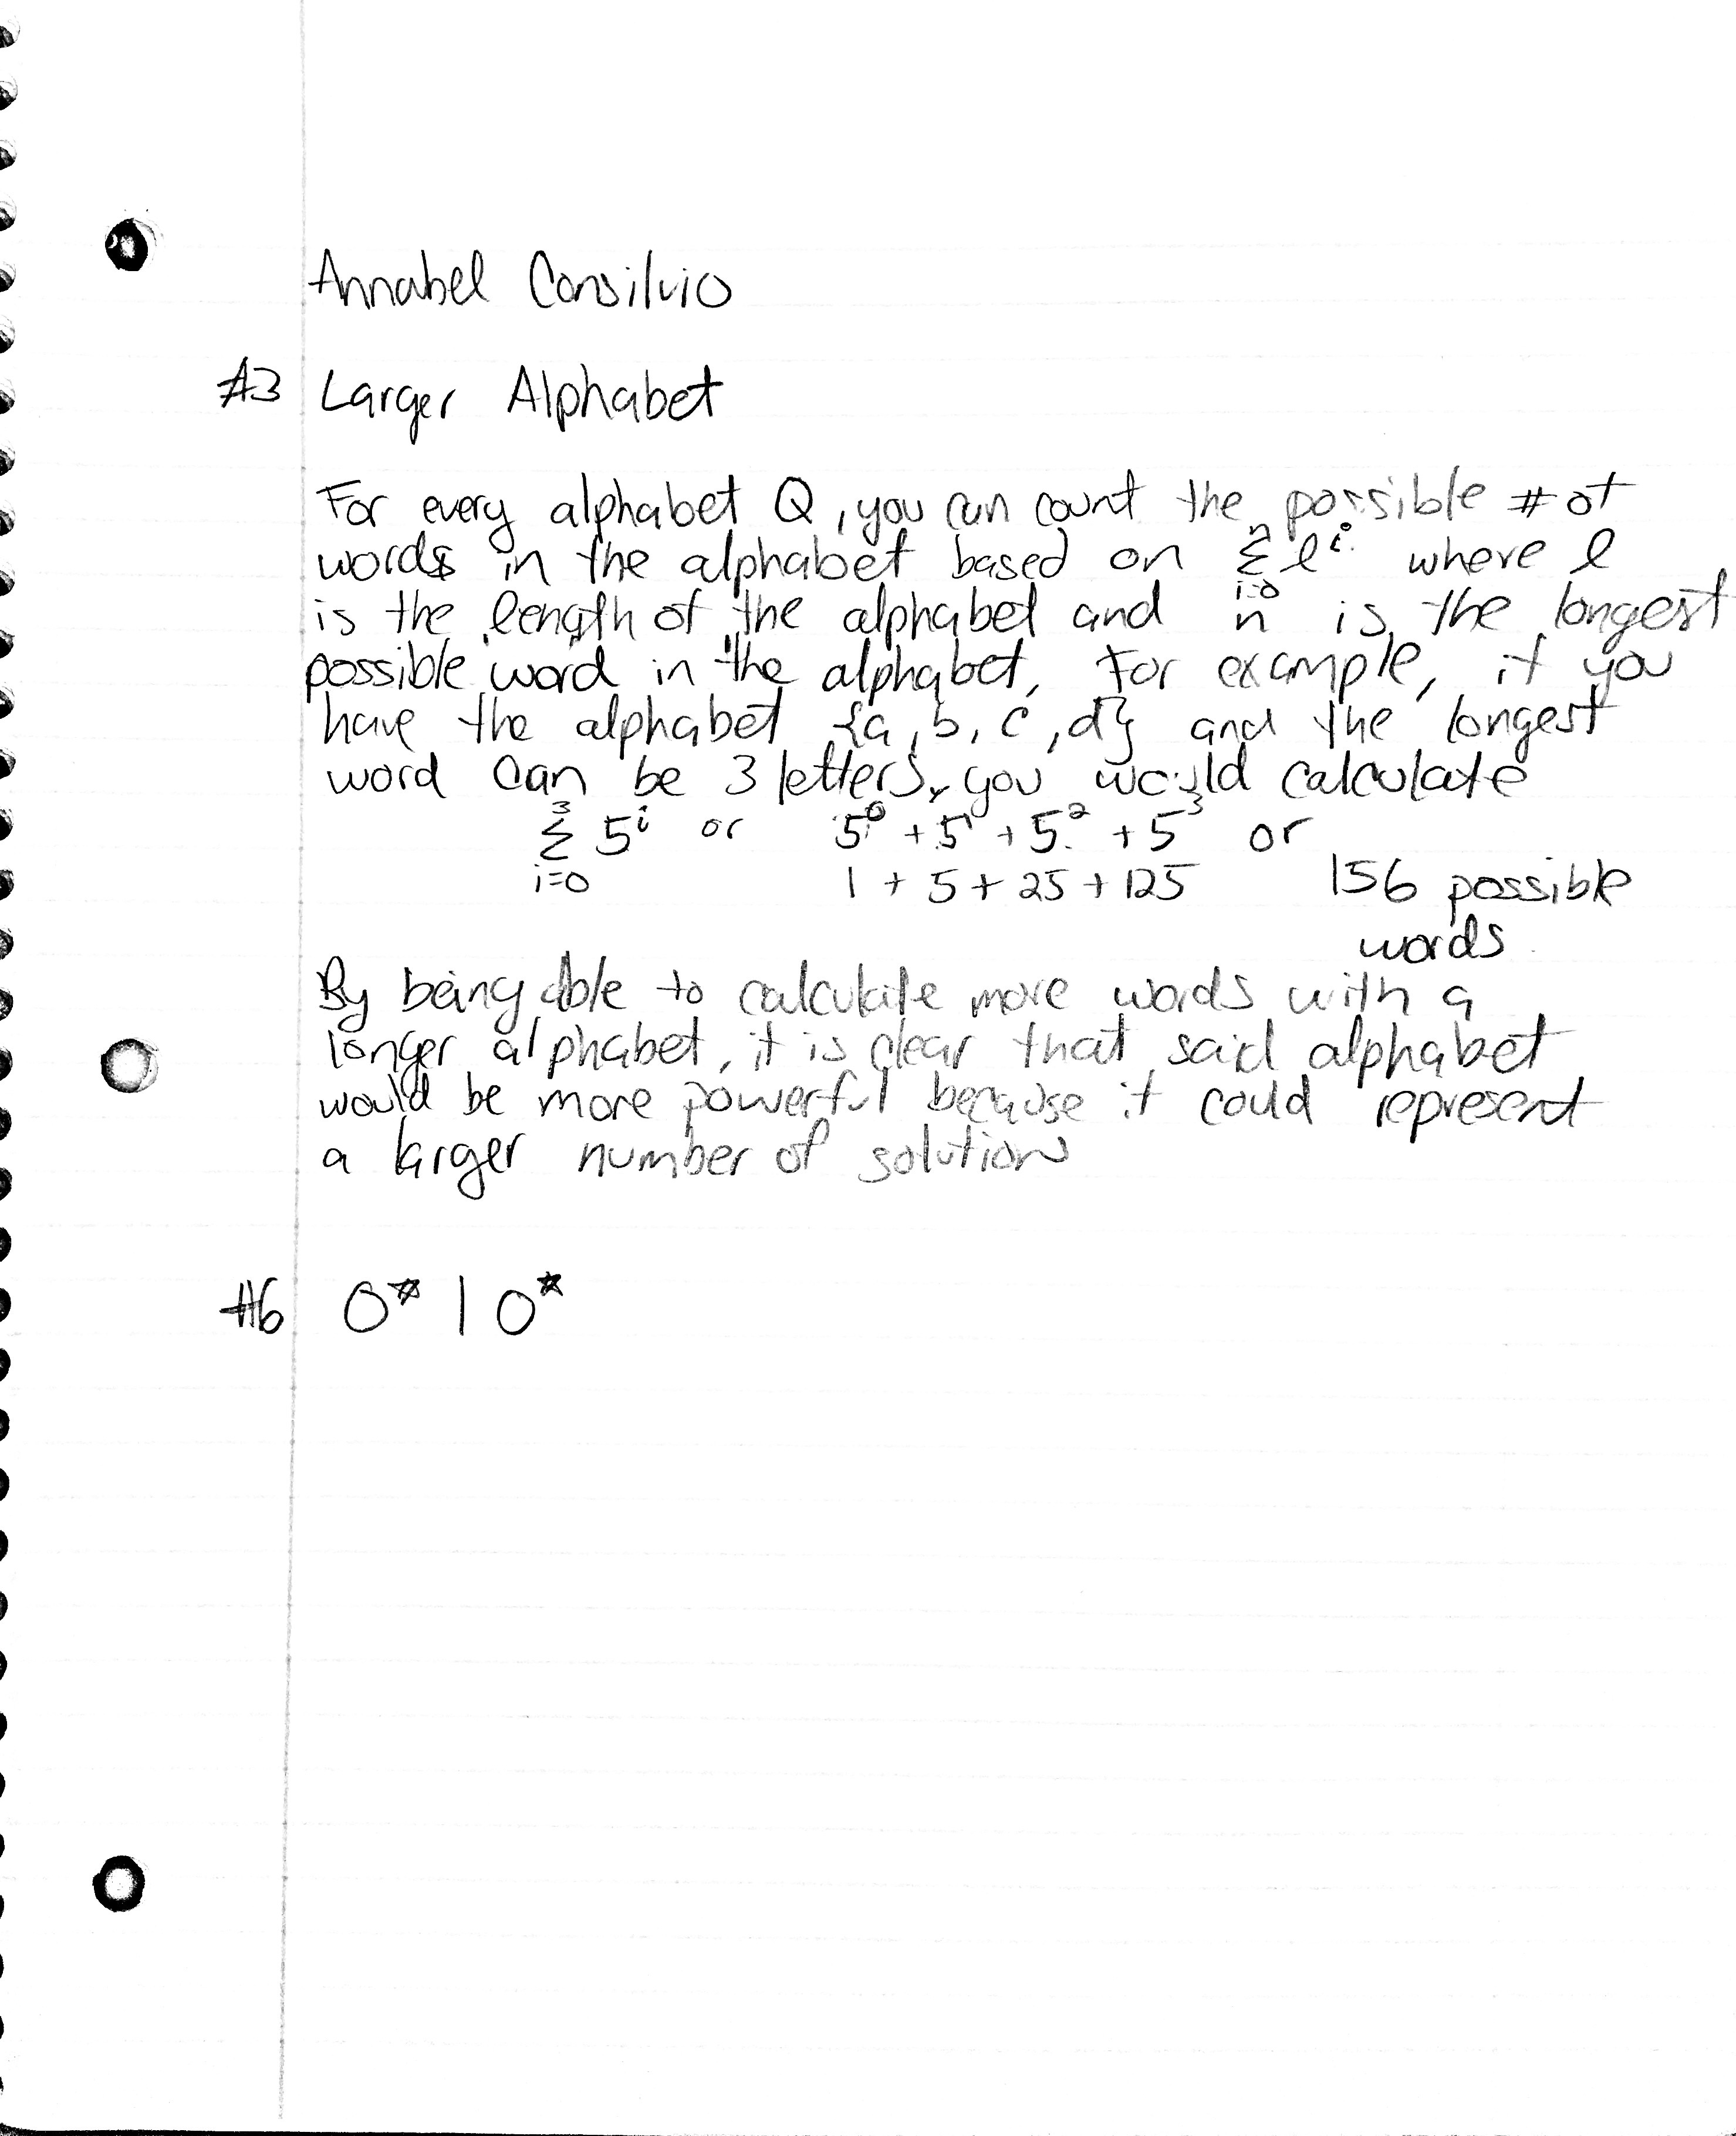 Annabel Consilvio
#3 Larger Alphabet
For every alphabet Q, you can count the possible # of
words in the alphabet based on n Σ i=0 l^i where l
is the length of the alphabet and n is the longest
possible word in the alphabet. For example, if you
have the alphabet {a, b, c, d} and the longest
word can be 3 letters, you would calculate
3 Σ i=0 5^i or 5^0 + 5^1 + 5^2 + 5^3 or
1 + 5 + 25 + 125 156 possible
words
By being able to calculate more words with a
longer alphabet, it is clear that said alphabet
would be more powerful because it could represent
a larger number of solutions
#6 0* | 0*